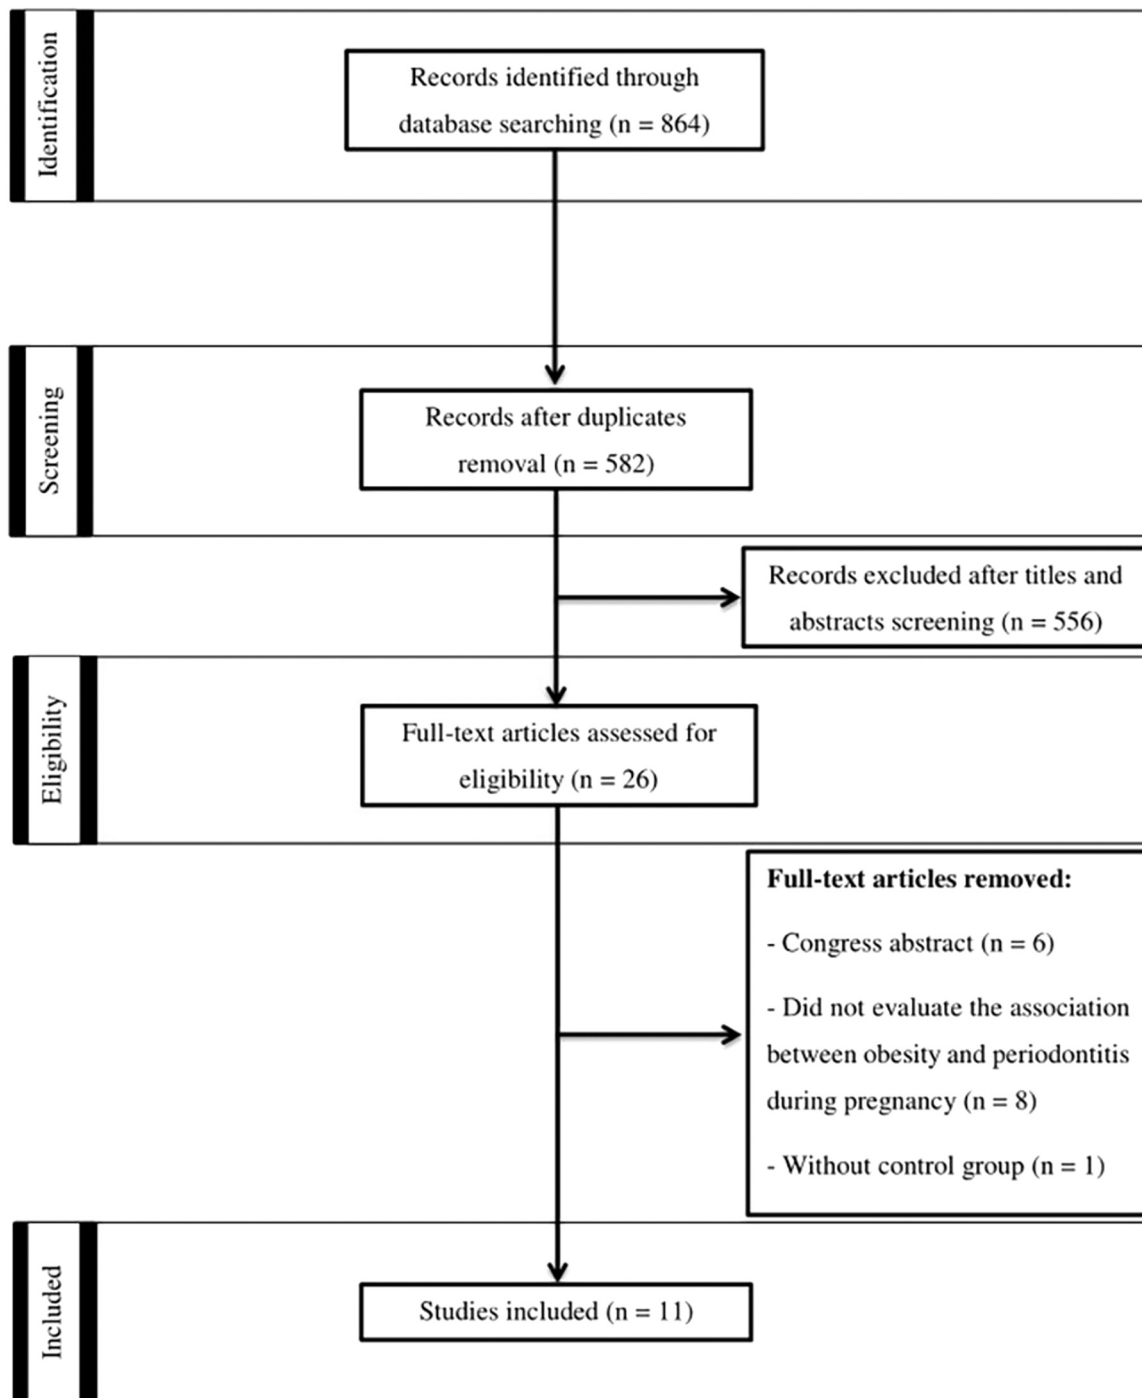 Identification
Records identified through
database searching (n = 864)
Screening
Records after duplicates
removal (n = 582)
Records excluded after titles and
abstracts screening (n = 556)
Eligibility
Full-text articles assessed for
eligibility (n = 26)
Full-text articles removed:
- Congress abstract (n = 6)
- Did not evaluate the association
between obesity and periodontitis
during pregnancy (n = 8)
- Without control group (n = 1)
Included
Studies included (n = 11)